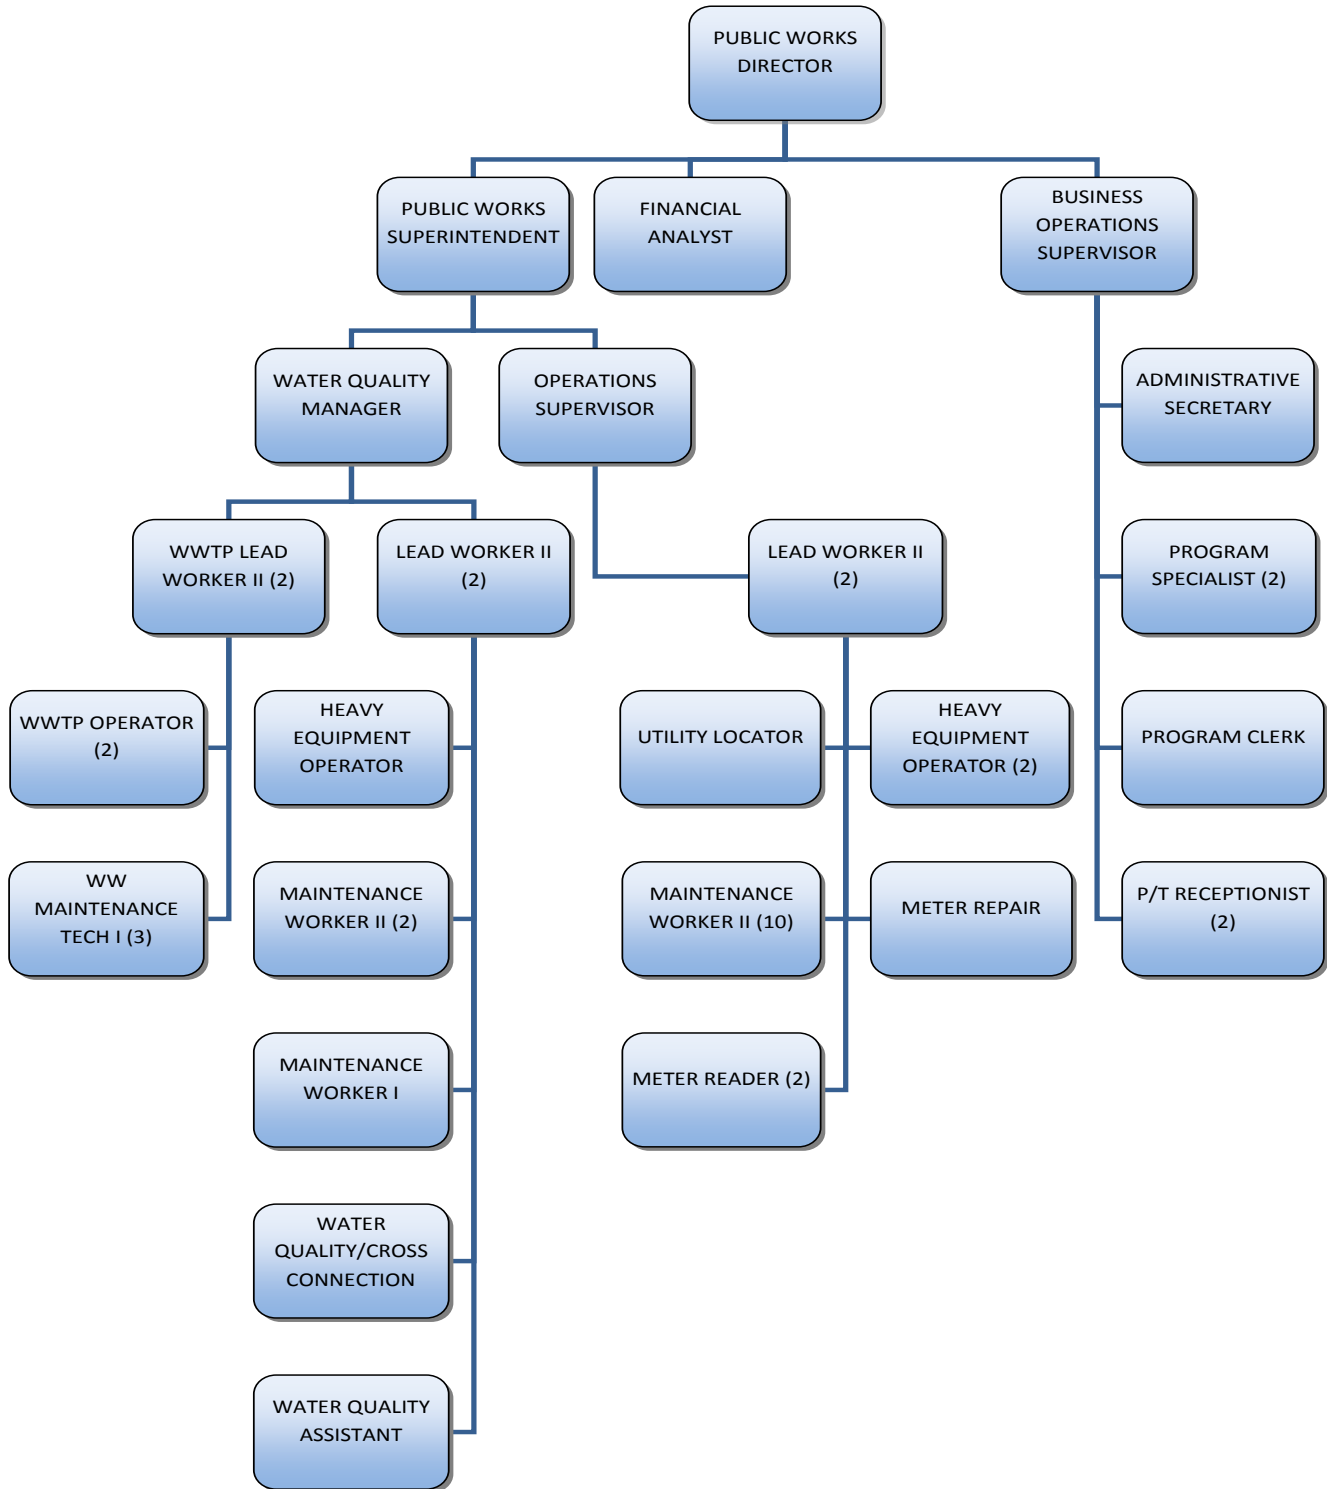 PUBLIC WORKS
DIRECTOR
PUBLIC WORKS
SUPERINTENDENT
FINANCIAL
ANALYST
BUSINESS
OPERATIONS
SUPERVISOR
WATER QUALITY
MANAGER
OPERATIONS
SUPERVISOR
ADMINISTRATIVE
SECRETARY
WWTP LEAD
WORKER II (2)
LEAD WORKER II
(2)
LEAD WORKER II
(2)
PROGRAM
SPECIALIST (2)
WWTP OPERATOR
(2)
HEAVY
EQUIPMENT
OPERATOR
UTILITY LOCATOR
HEAVY
EQUIPMENT
OPERATOR (2)
PROGRAM CLERK
WW
MAINTENANCE
TECH I (3)
MAINTENANCE
WORKER II (2)
MAINTENANCE
WORKER II (10)
METER REPAIR
P/T RECEPTIONIST
(2)
MAINTENANCE
WORKER I
METER READER (2)
WATER
QUALITY/CROSS
CONNECTION
WATER QUALITY
ASSISTANT